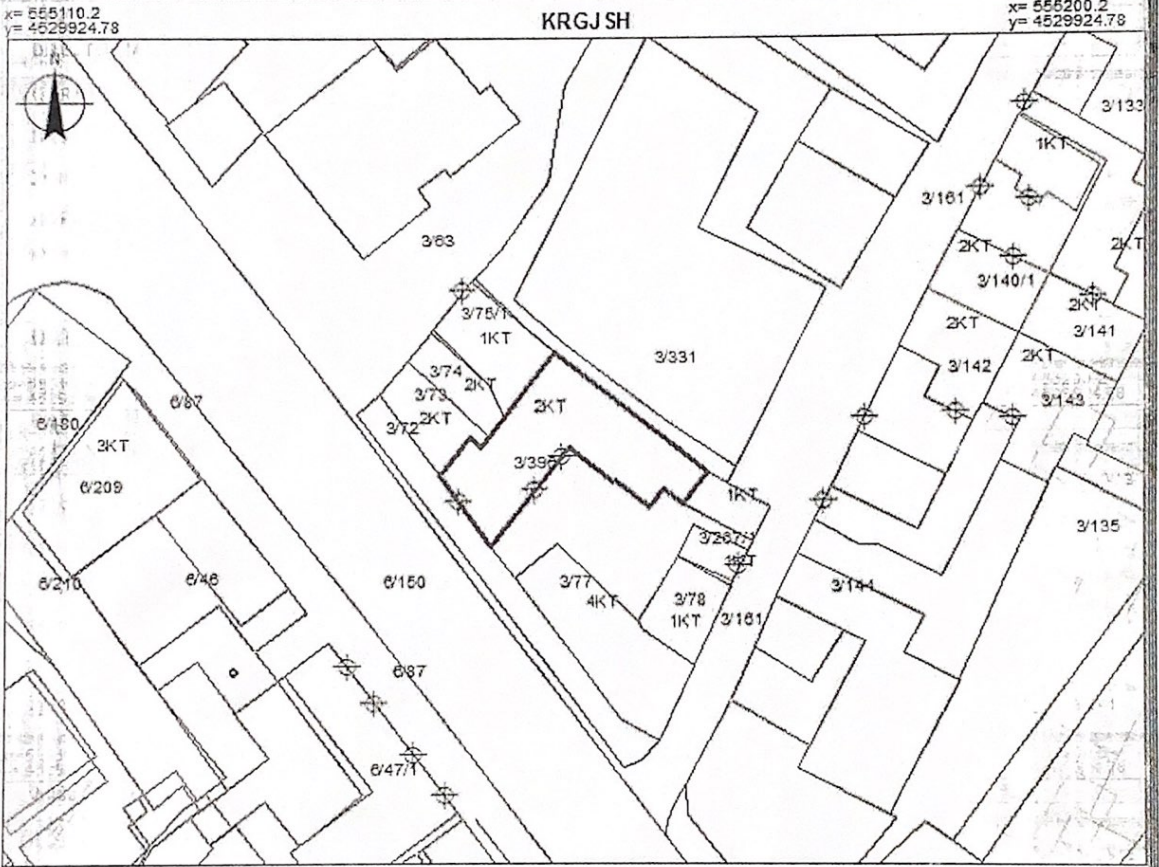 x= 555110.2
y= 4529924.78
KRGJSH
x= 555200.2
y= 4529924.78
N
3/133
1KT
3/161
3/63
2KT
2KT
3/140/1
2KT
3/141
3/76/1
1KT
2KT
3/331
2KT
3/142
3/74
2KT
3/73
3/143
6/87
2KT
3/72
2KT
6/180
3KT
3/396
6/209
1KT
3/135
3/267/1
1KT
6/210
6/46
6/150
3/77
4KT
3/144
3/78
1KT
3/161
6/87
6/47/1